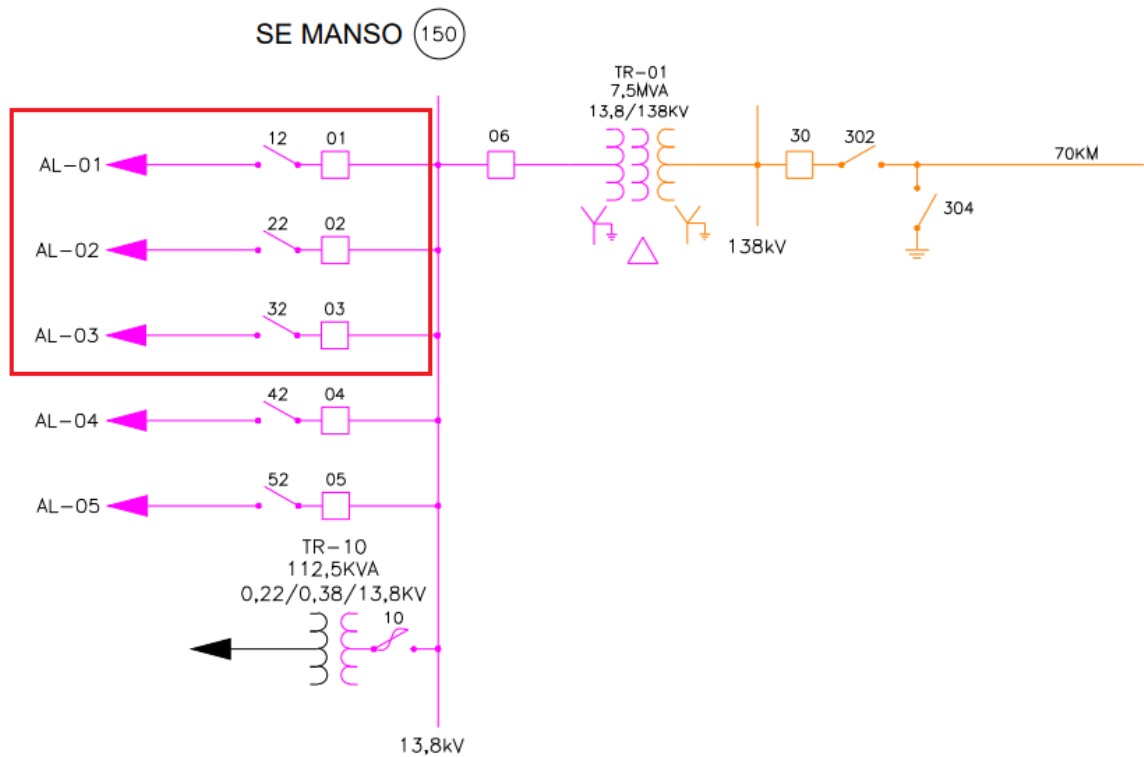 SE MANSO 150
TR-01
7,5MVA
13,8/138KV
AL-01
12
01
06
30
302
70KM
304
138kV
AL-02
22
02
AL-03
32
03
AL-04
42
04
AL-05
52
05
TR-10
112,5KVA
0,22/0,38/13,8KV
10
13,8kV